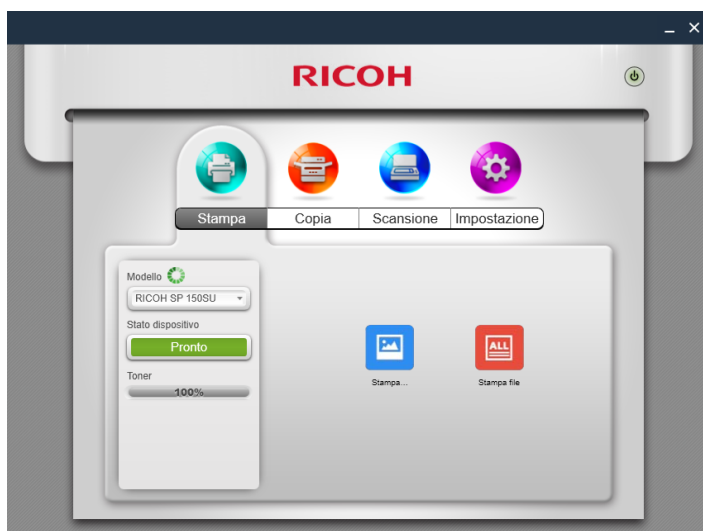 RICOH
Stampa Copia Scansione Impostazione
Modello
RICOH SP 150SU
Stato dispositivo
Pronto
Toner
100%
ALL
Stampa...
Stampa file